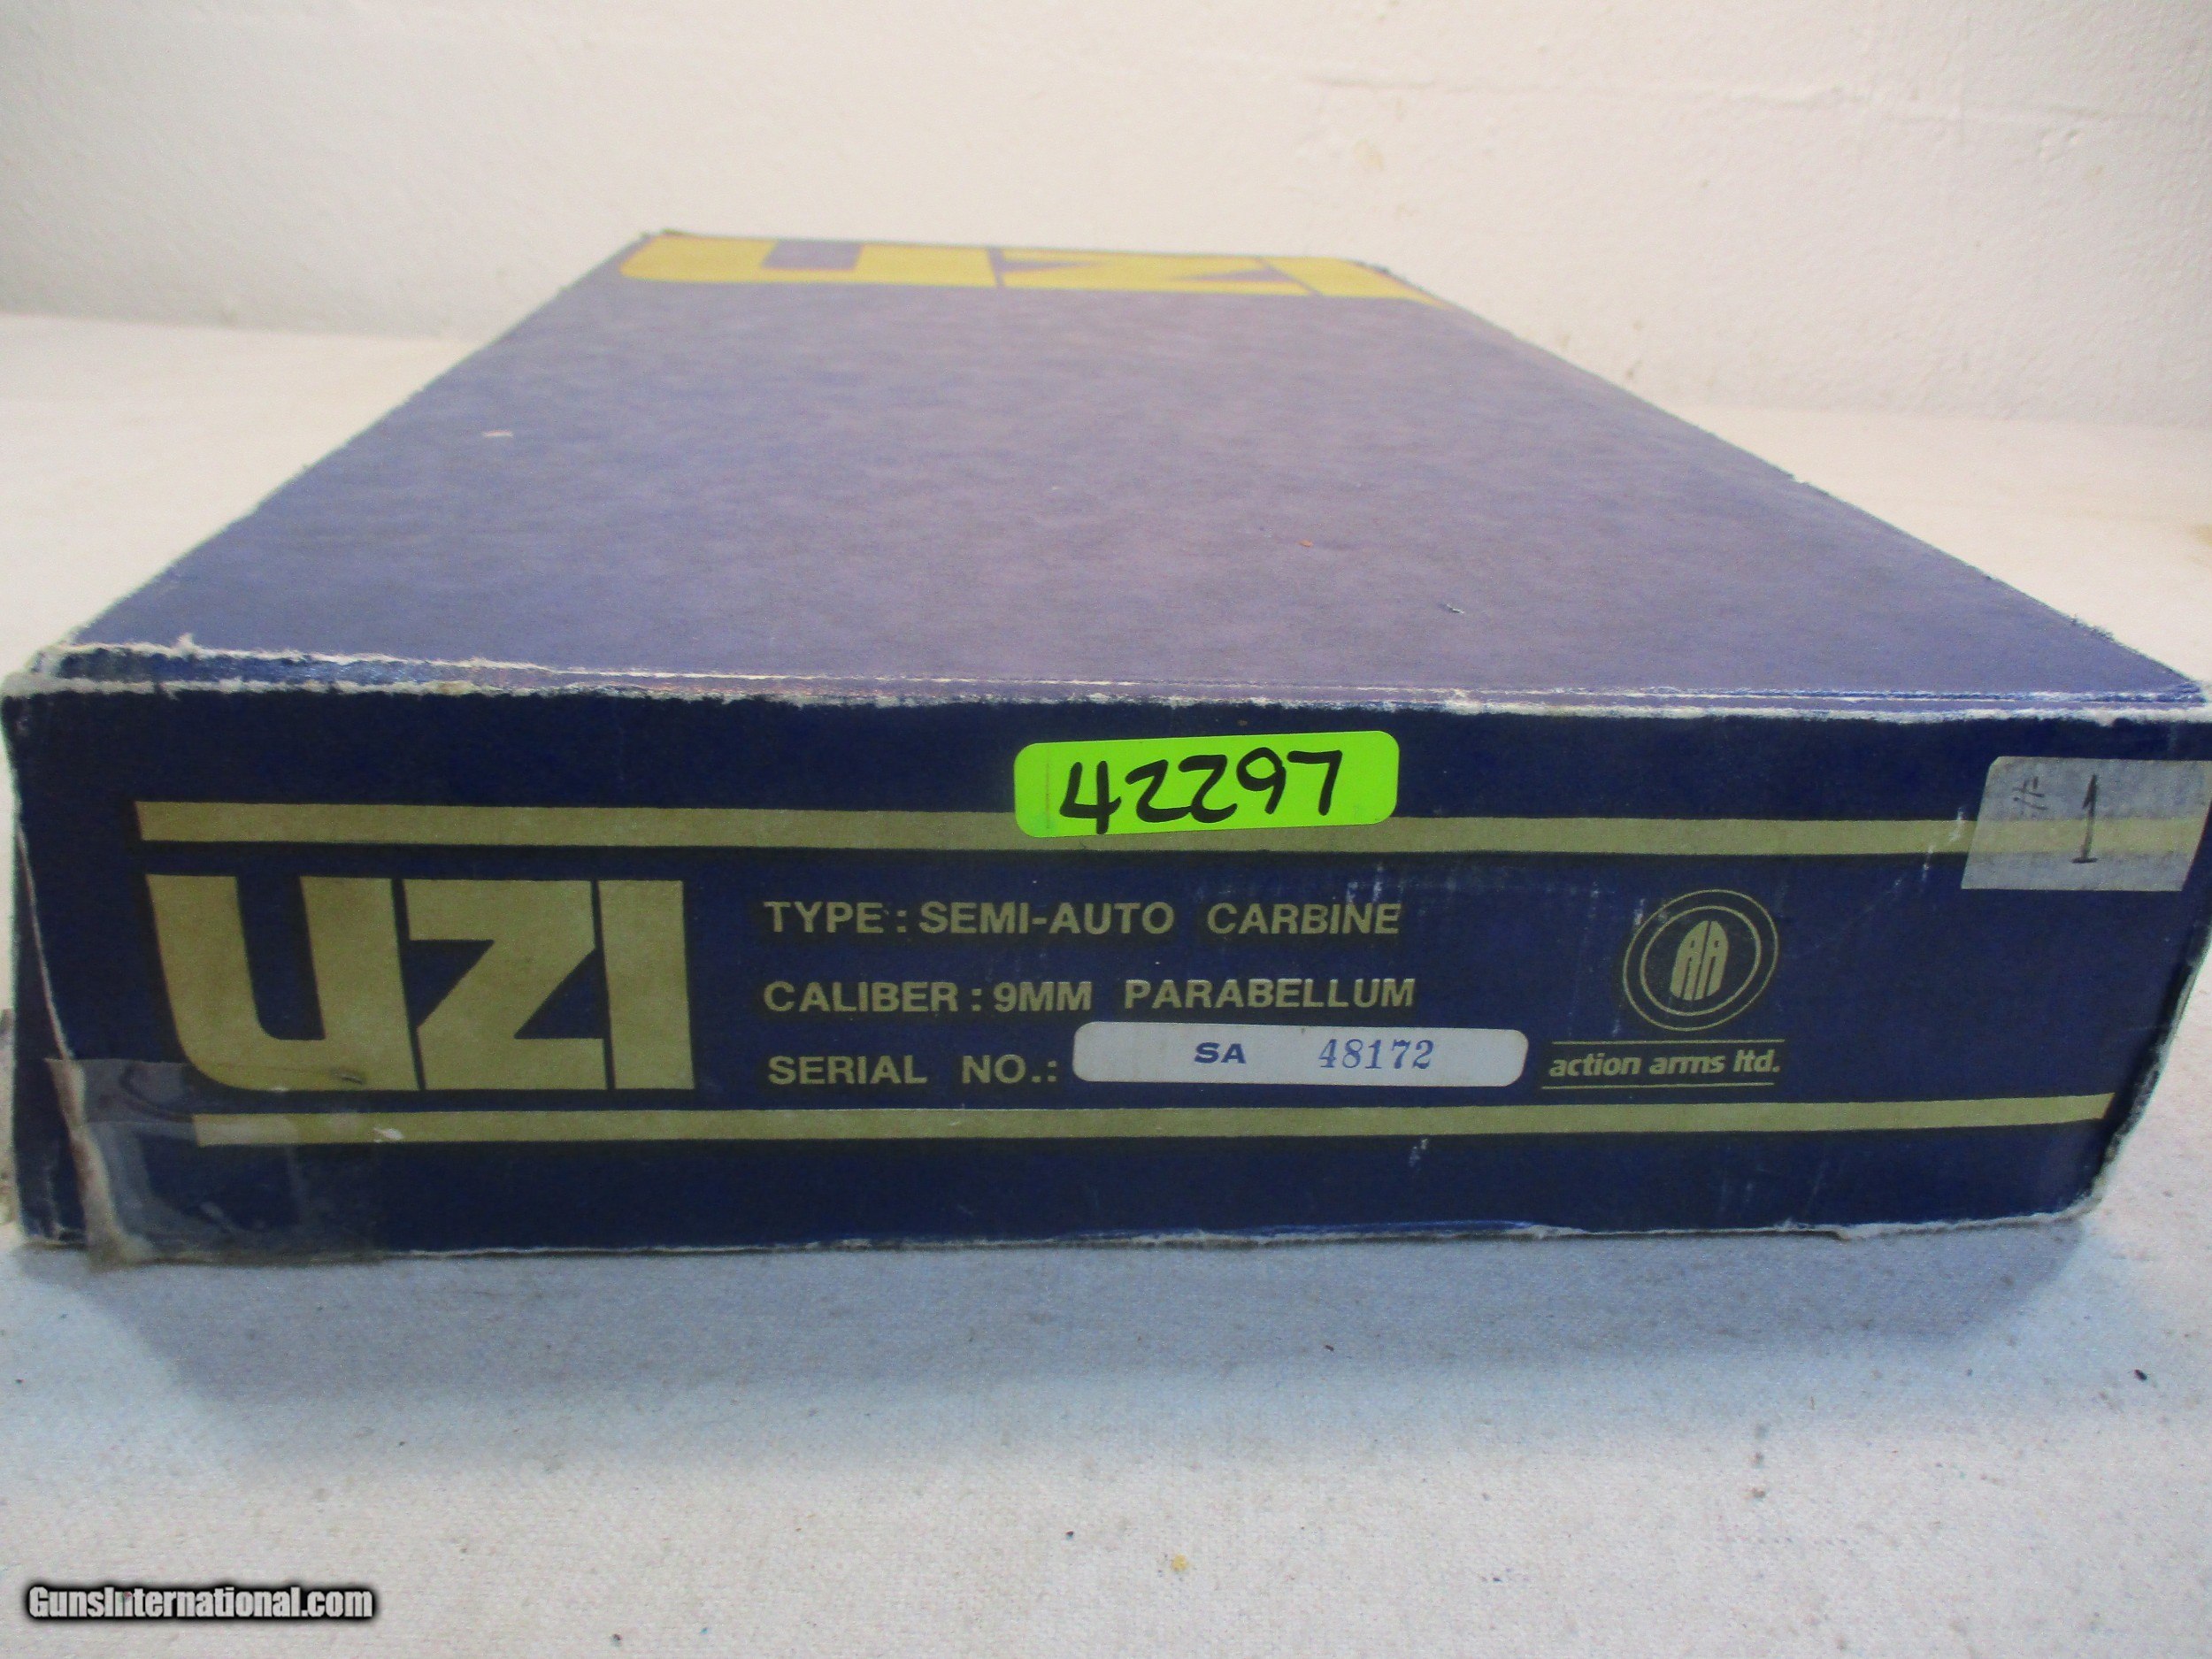 UZI
42297
# 1
UZI
TYPE: SEMI-AUTO CARBINE
CALIBER: 9MM PARABELLUM
SERIAL NO.: SA 48172
AA
action arms ltd.
GunsInternational.com